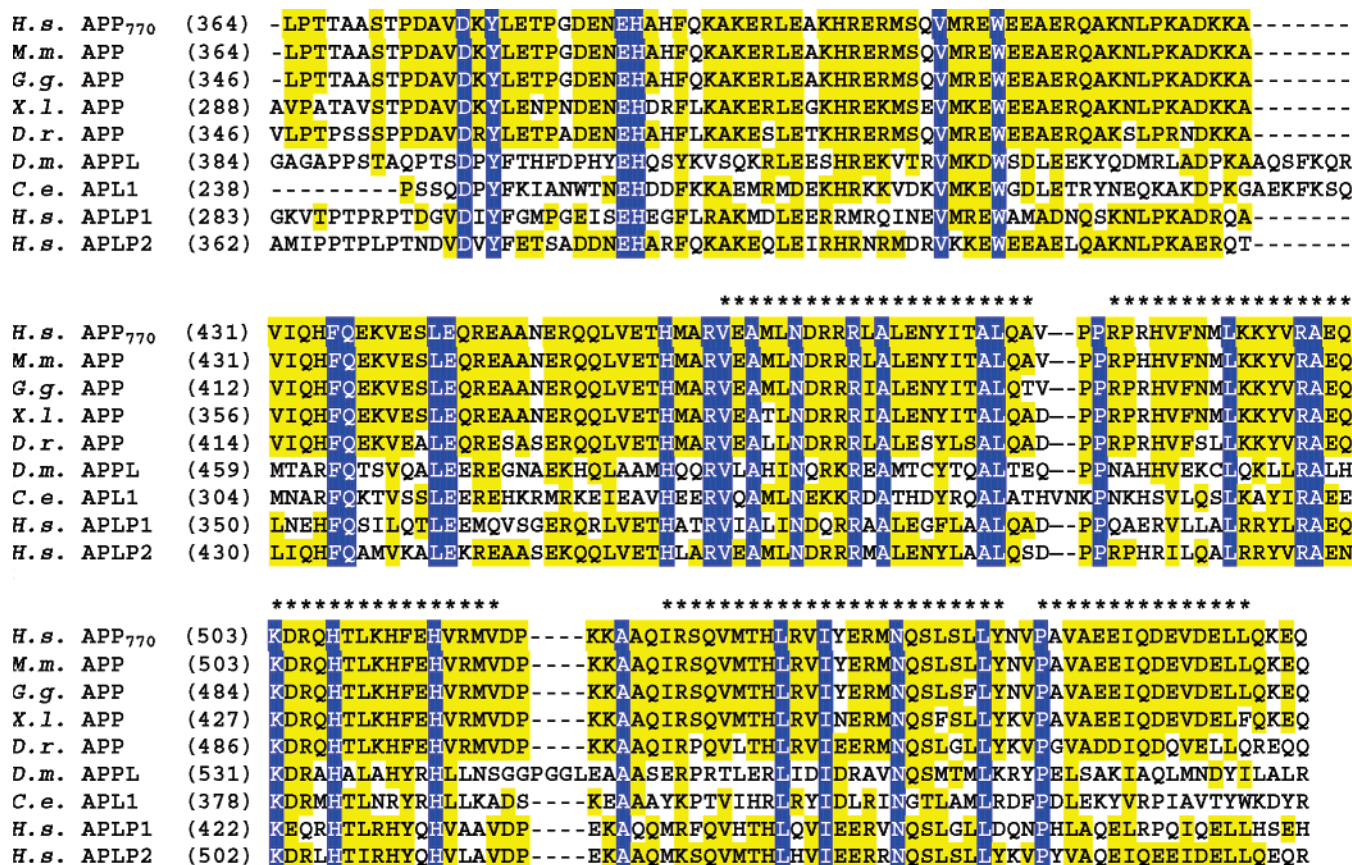 H.s. APP770 (364) -LPTTAASTPDAVDKYLETPGDENEHAHFQKAKERLEAKHRERMSQVMREWEEAERQAKNLPKADKKA-------
M.m. APP (364) -LPTTAASTPDAVDKYLETPGDENEHAHFQKAKERLEAKHRERMSQVMREWEEAERQAKNLPKADKKA-------
G.g. APP (346) -LPTTAASTPDAVDKYLETPGDENEHAHFQKAKERLEAKHRERMSQVMREWEEAERQAKNLPKADKKA-------
X.l. APP (288) AVPATAVSTPDAVDKYLENPNDENEHDRFLKAKERLEGKHREKMSEVMKEWEEAERQAKNLPKADKKA-------
D.r. APP (346) VLPTPSSSPPDAVDRYLETPADENEHAHFLKAKESLETKHRERMSQVMREWEEAERQAKSLPRNDKKA-------
D.m. APPL (384) GAGAPPSTAQPTSDPYFTHFDPHYEHQSYKVSQKRLEESHREKVTRVMKDWSDLEEKYQDMRLADPKAAQSFKQR
C.e. APL1 (238) ---------PSSQDPYFKIANWTNEHDDFKKAEMRMDEKHRKKVDKVMKEWGDLETRYNEQKAKDPKGAEKFKSQ
H.s. APLP1 (283) GKVTPTPRPTDGVDIYFGMPGEISEHEGFLRAKMDLEERRMRQINEVMREWAMADNQSKNLPKADRQA-------
H.s. APLP2 (362) AMIPPTPLPTNDVDVYFETSADDNEHARFQKAKEQLEIRHRNRMDRVKKEWEEAELQAKNLPKAERQT-------
********************** *****************
H.s. APP770 (431) VIQHFQEKVESLEQREAANERQQLVETHMARVEAMLNDRRRLALENYITALQAV--PPRPRHVFNMLKKYVRAEQ
M.m. APP (431) VIQHFQEKVESLEQREAANERQQLVETHMARVEAMLNDRRRLALENYITALQAV--PPRPHHVFNMLKKYVRAEQ
G.g. APP (412) VIQHFQEKVESLEQREAANERQQLVETHMARVEAMLNDRRRIALENYITALQTV--PPRPRHVFNMLKKYVRAEQ
X.l. APP (356) VIQHFQEKVESLEQREAANERQQLVETHMARVEATLNDRRRIALENYITALQAD--PPRPRHVFNMLKKYVRAEQ
D.r. APP (414) VIQHFQEKVEALEQRESASERQQLVETHMARVEALLNDRRRLALESYLSALQAD--PPRPRHVFSLLKKYVRAEQ
D.m. APPL (459) MTARFQTSVQALEEREGNAEKHQLAAMHQQRVLAHINQRKREAMTCYTQALTEQ--PPNAHHVEKCLQKLLRALH
C.e. APL1 (304) MNARFQKTVSSLEEREHKRMRKEIEAVHEERVQAMLNEKKRDATHDYRQALATHVNKPNKHSVLQSLKAYIRAEE
H.s. APLP1 (350) LNEHFQSILQTLEEMQVSGERQRLVETHATRVIALINDQRRAALEGFLAALQAD--PPQAERVLLALRRYLRAEQ
H.s. APLP2 (430) LIQHFQAMVKALEKREAASEKQQLVETHLARVEAMLNDRRRMALENYLAALQSD--PPRPHRILQALRRYVRAEN
**************** ************************ ***************
H.s. APP770 (503) KDRQHTLKHFEHVRMVDP----KKAAQIRSQVMTHLRVIYERMNQSLSLLYNVPAVAEEIQDEVDELLQKEQ
M.m. APP (503) KDRQHTLKHFEHVRMVDP----KKAAQIRSQVMTHLRVIYERMNQSLSLLYNVPAVAEEIQDEVDELLQKEQ
G.g. APP (484) KDRQHTLKHFEHVRMVDP----KKAAQIRSQVMTHLRVIYERMNQSLSFLYNVPAVAEEIQDEVDELLQKEQ
X.l. APP (427) KDRQHTLKHFEHVRMVDP----KKAAQIRSQVMTHLRVINERMNQSFSLLYKVPAVAEEIQDEVDELFQKEQ
D.r. APP (486) KDRQHTLKHFEHVRMVDP----KKAAQIRPQVLTHLRVIEERMNQSLGLLYKVPGVADDIQDQVELLQREQQ
D.m. APPL (531) KDRAHALAHYRHLLNSGGPGGLEAAASERPRTLERLIDIDRAVNQSMTMLKRYPELSAKIAQLMNDYILALR
C.e. APL1 (378) KDRMHTLNRYRHLLKADS----KEAAAYKPTVIHRLRYIDLRINGTLAMLRDFPDLEKYVRPIAVTYWKDYR
H.s. APLP1 (422) KEQRHTLRHYQHVAAVDP----EKAQQMRFQVHTHLQVIEERVNQSLGLLDQNPHLAQELRPQIQELLHSEH
H.s. APLP2 (502) KDRLHTIRHYQHVLAVDP----EKAAQMKSQVMTHLHVIEERRNQSLSLLYKVPYVAQEIQEEIDELLQEQR